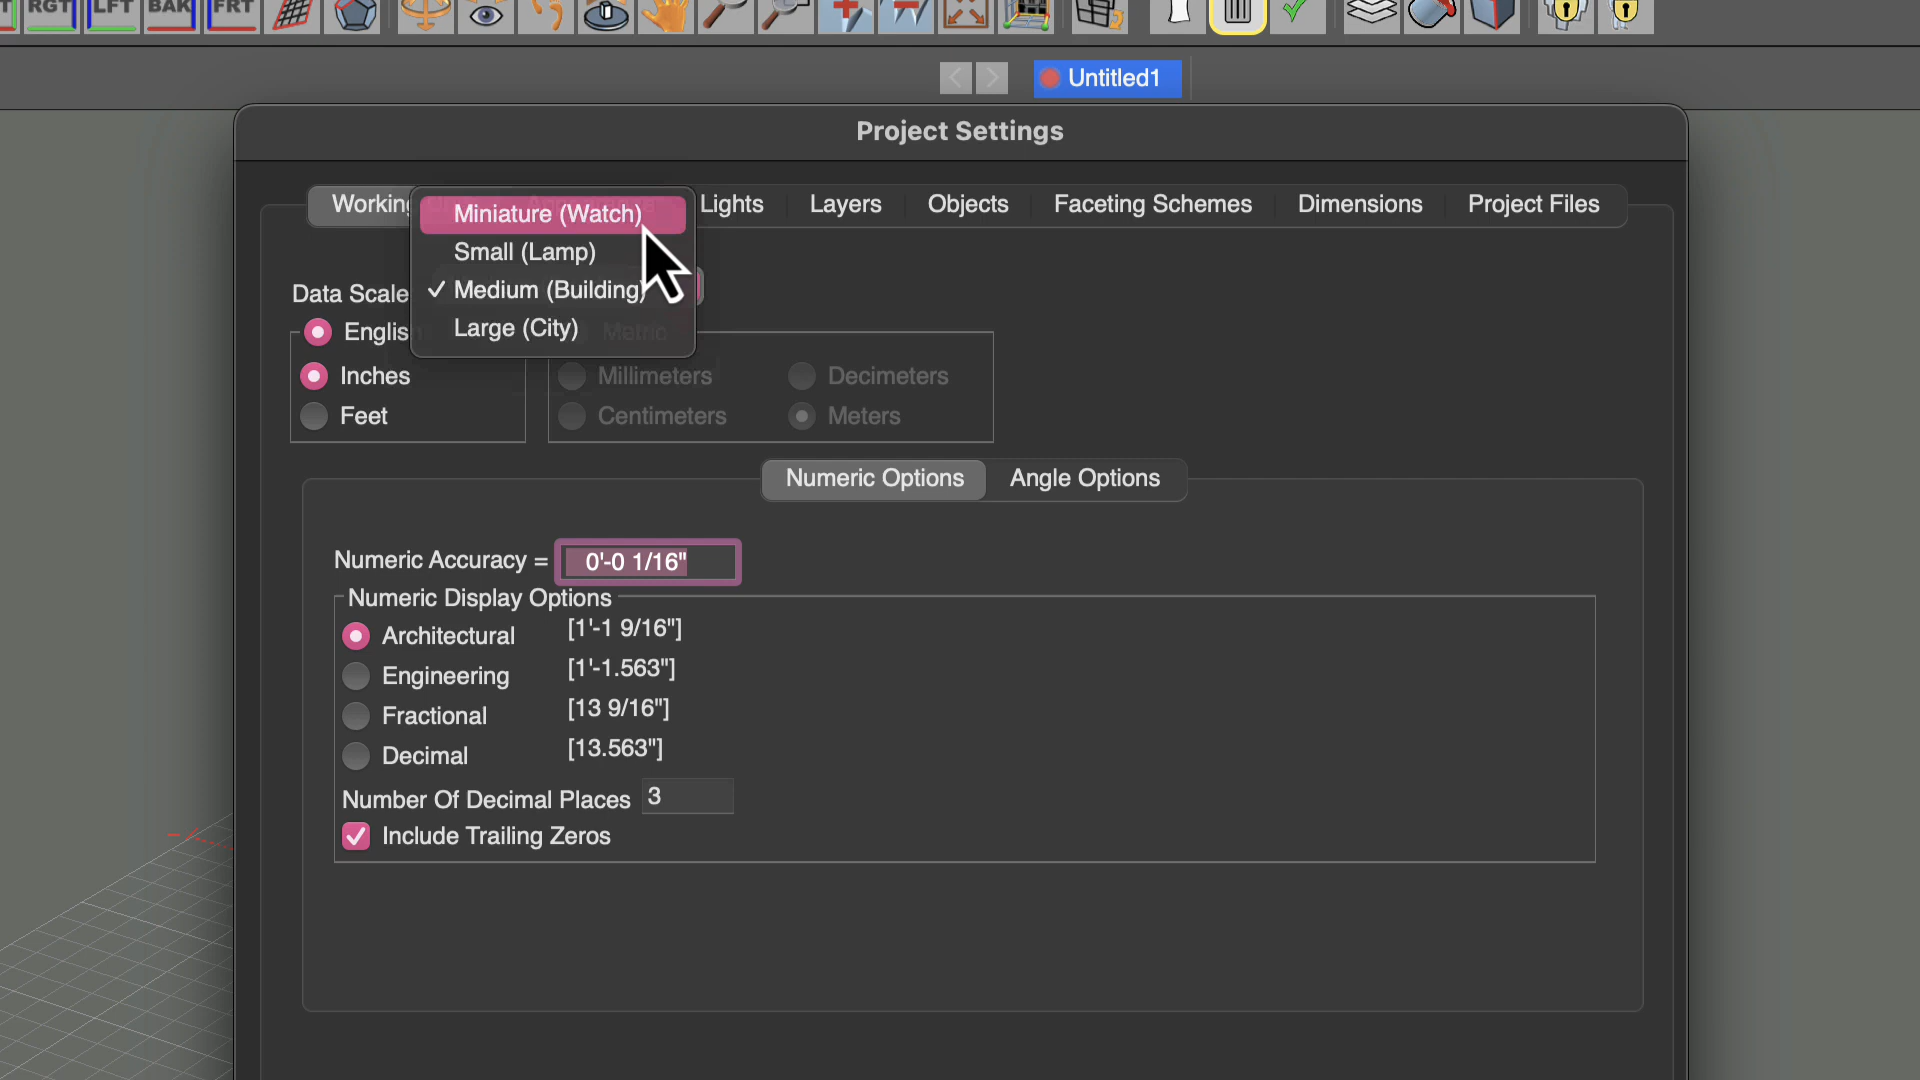 RGT LFT BAK FRT
Untitled1
Project Settings
Working Lights Layers Objects Faceting Schemes Dimensions Project Files
Miniature (Watch)
Small (Lamp)
Data Scale ✓ Medium (Building)
Large (City)
English Metric
Inches Millimeters Decimeters
Feet Centimeters Meters
Numeric Options Angle Options
Numeric Accuracy = 0'-0 1/16"
Numeric Display Options
Architectural [1'-1 9/16"]
Engineering [1'-1.563"]
Fractional [13 9/16"]
Decimal [13.563"]
Number Of Decimal Places 3
Include Trailing Zeros